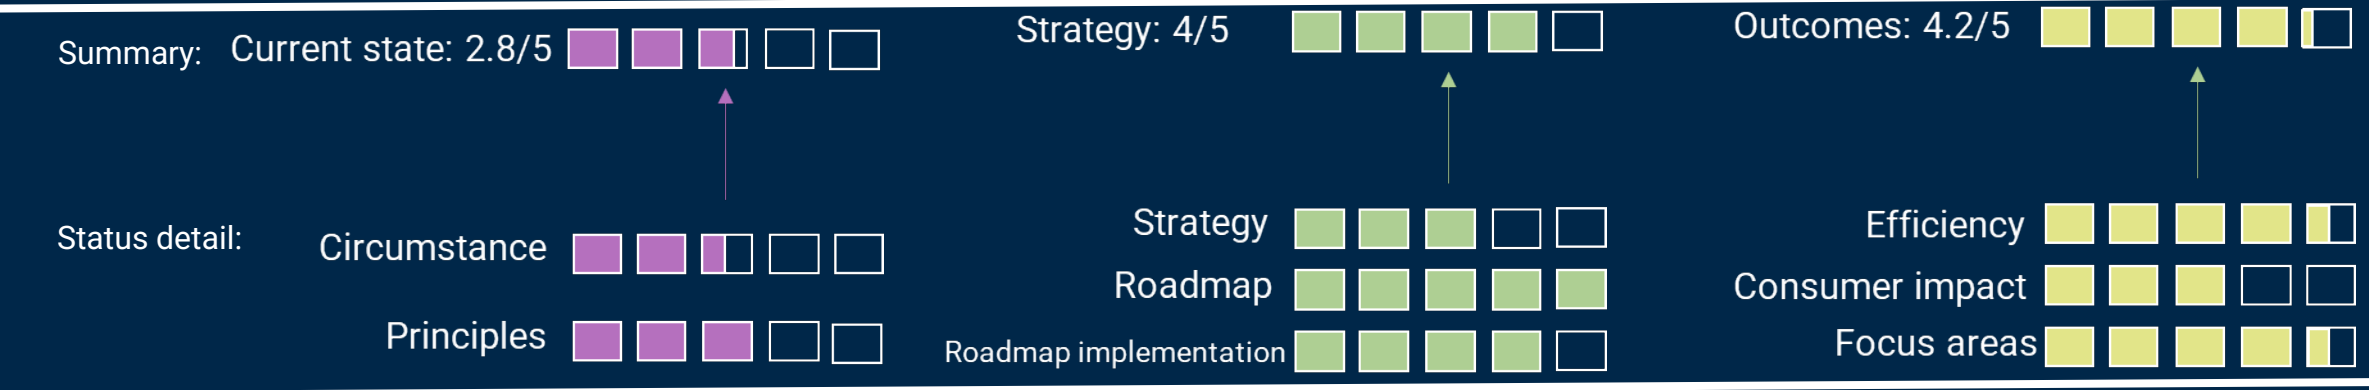 Summary: Current state: 2.8/5 Strategy: 4/5 Outcomes: 4.2/5
Status detail: Circumstance Strategy Efficiency
Roadmap Consumer impact
Principles Roadmap implementation Focus areas